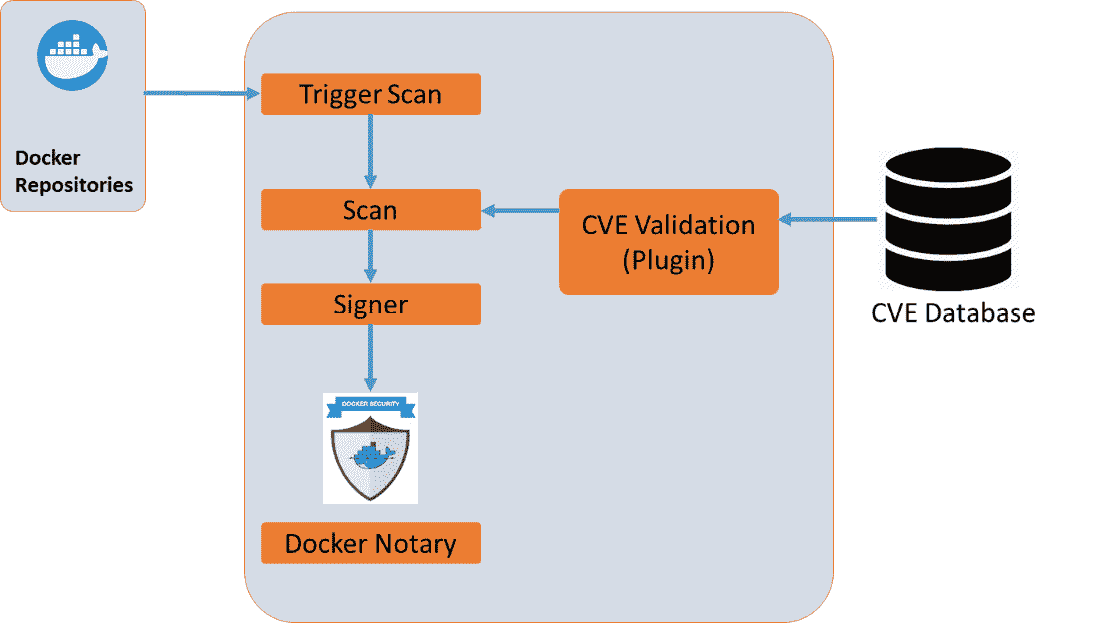 Docker
Repositories
Trigger Scan
Scan
CVE Validation
(Plugin)
CVE Database
Signer
DOCKER SECURITY
Docker Notary